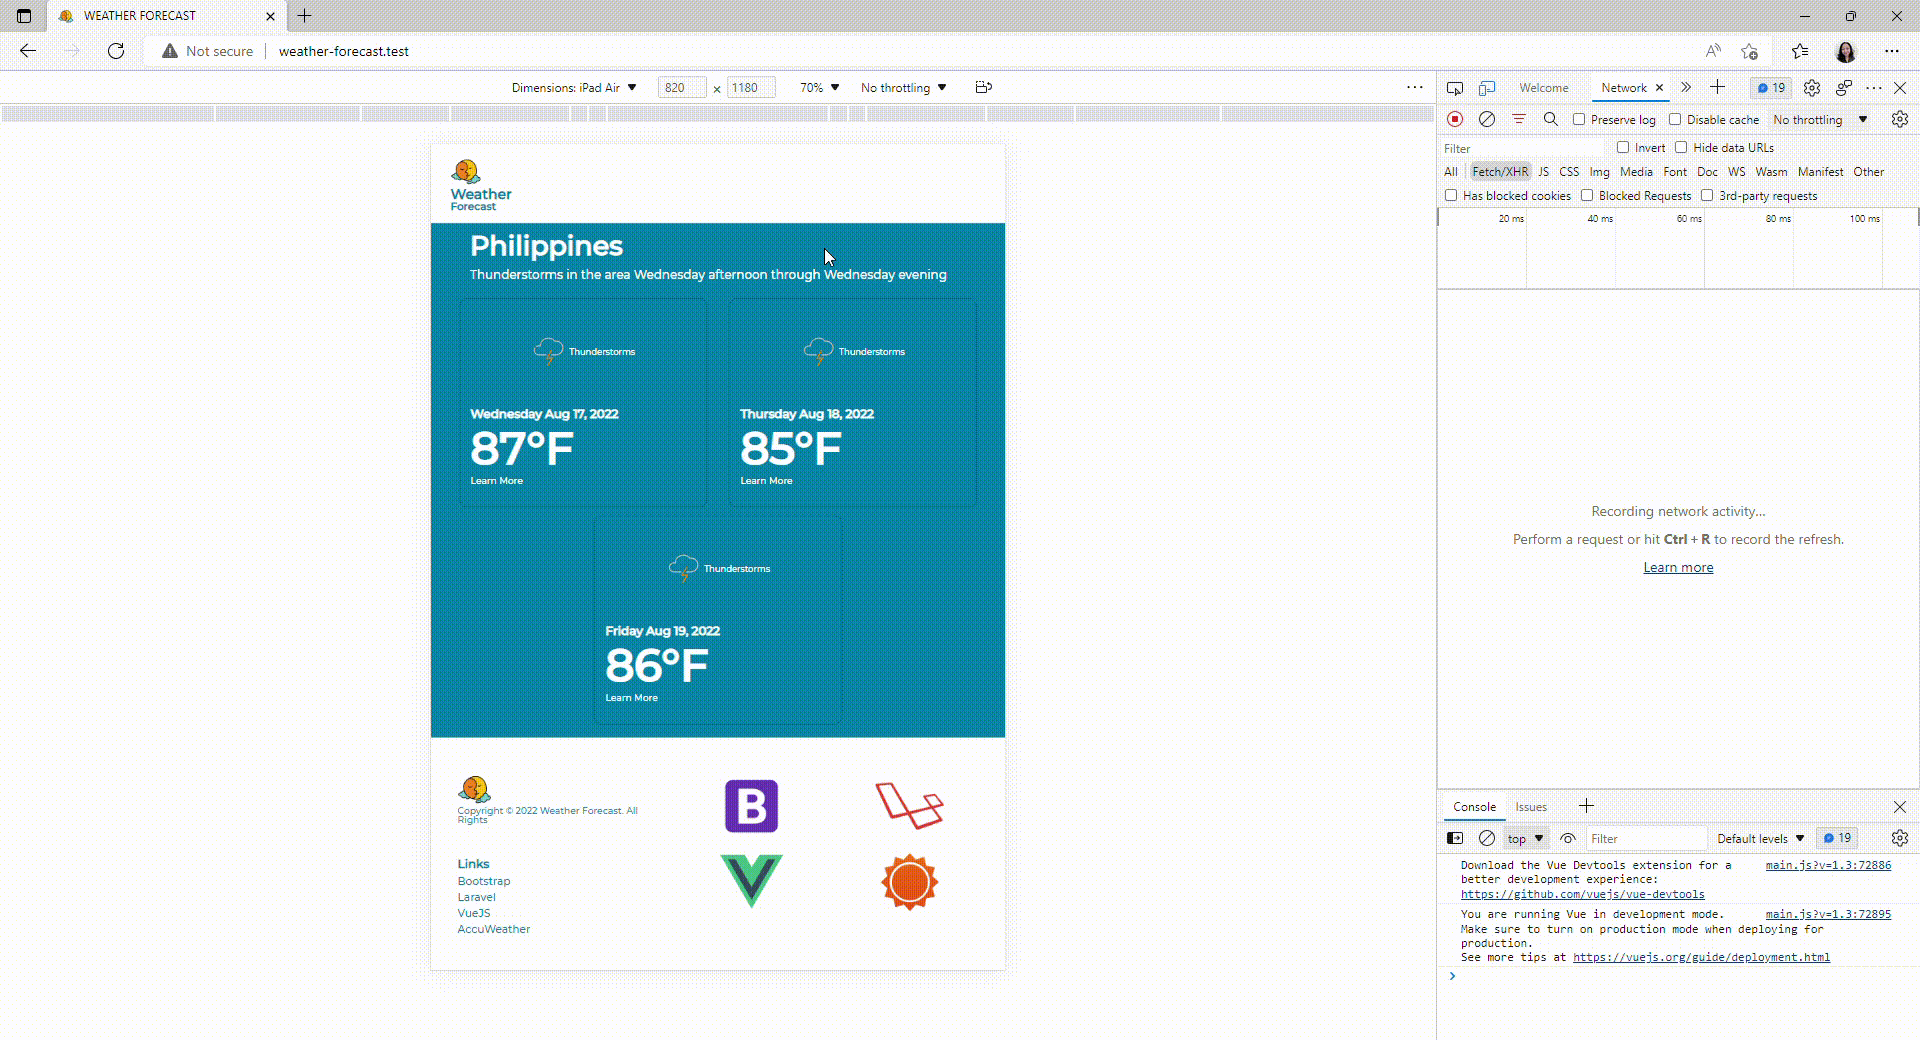 WEATHER FORECAST
Not secure
weather-forecast.test
Dimensions: iPad Air
820 x 1180
70%
No throttling
Weather
Forecast
Philippines
Thunderstorms in the area Wednesday afternoon through Wednesday evening
Thunderstorms
Wednesday Aug 17, 2022
87°F
Learn More
Thunderstorms
Thursday Aug 18, 2022
85°F
Learn More
Thunderstorms
Friday Aug 19, 2022
86°F
Learn More
Copyright © 2022 Weather Forecast. All
Rights
Links
Bootstrap
Laravel
VueJS
AccuWeather
B
Welcome
Network
19
Preserve log
Disable cache
No throttling
Filter
Invert
Hide data URLs
All Fetch/XHR JS CSS Img Media Font Doc WS Wasm Manifest Other
Has blocked cookies
Blocked Requests
3rd-party requests
20 ms 40 ms 60 ms 80 ms 100 ms
Recording network activity...
Perform a request or hit Ctrl + R to record the refresh.
Learn more
Console
Issues
top
Filter
Default levels
19
Download the Vue Devtools extension for a main.js?v=1.3:72886
better development experience:
https://github.com/vuejs/vue-devtools
You are running Vue in development mode. main.js?v=1.3:72895
Make sure to turn on production mode when deploying for
production.
See more tips at https://vuejs.org/guide/deployment.html